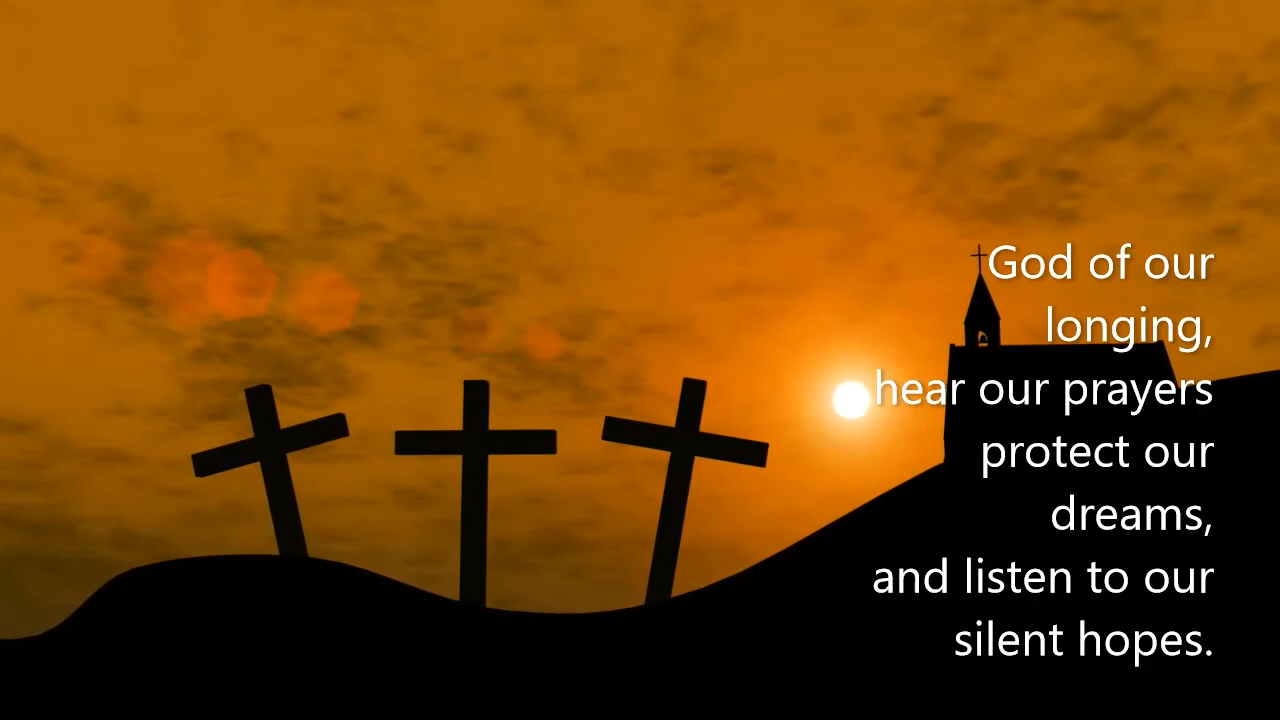 God of our
longing,
hear our prayers
protect our
dreams,
and listen to our
silent hopes.